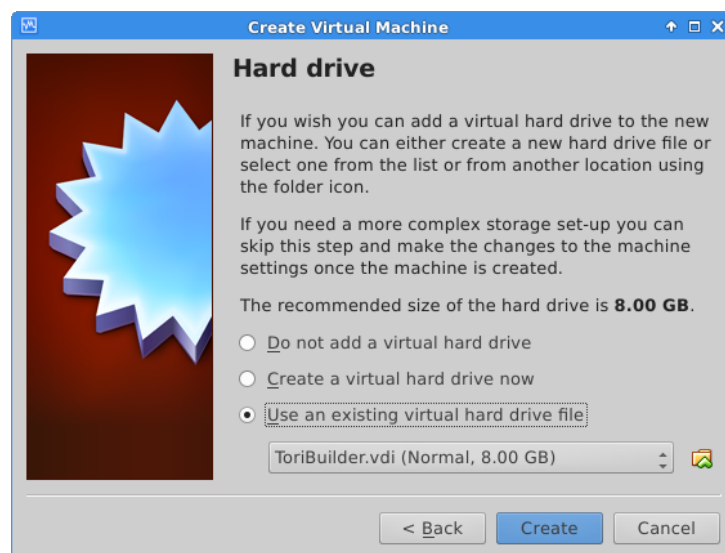 Create Virtual Machine
Hard drive
If you wish you can add a virtual hard drive to the new
machine. You can either create a new hard drive file or
select one from the list or from another location using
the folder icon.
If you need a more complex storage set-up you can
skip this step and make the changes to the machine
settings once the machine is created.
The recommended size of the hard drive is 8.00 GB.
Do not add a virtual hard drive
Create a virtual hard drive now
Use an existing virtual hard drive file
ToriBuilder.vdi (Normal, 8.00 GB)
< Back Create Cancel